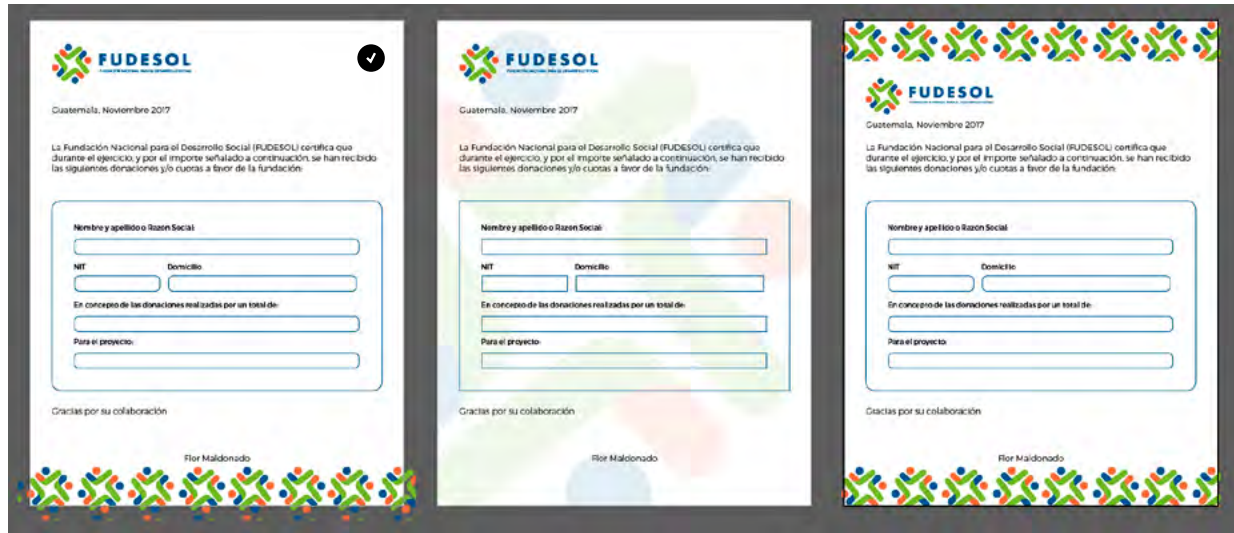 FUDESOL
Guatemala, Noviembre 2017
La Fundación Nacional para el Desarrollo Social (FUDESOL) certifica que
durante el ejercicio, y por el importe señalado a continuación, se han recibido
las siguientes donaciones y/o cuotas a favor de la fundación:
Nombre y apellido o Razon Social:
NIT Domicilio
En concepto de las donaciones realizadas por un total de:
Para el proyecto:
Gracias por su colaboración
Flor Maldonado
FUDESOL
Guatemala, Noviembre 2017
La Fundación Nacional para el Desarrollo Social (FUDESOL) certifica que
durante el ejercicio, y por el importe señalado a continuación, se han recibido
las siguientes donaciones y/o cuotas a favor de la fundación:
Nombre y apellido o Razon Social:
NIT Domicilio
En concepto de las donaciones realizadas por un total de:
Para el proyecto:
Gracias por su colaboración
Flor Maldonado
FUDESOL
Guatemala, Noviembre 2017
La Fundación Nacional para el Desarrollo Social (FUDESOL) certifica que
durante el ejercicio, y por el importe señalado a continuación, se han recibido
las siguientes donaciones y/o cuotas a favor de la fundación:
Nombre y apellido o Razon Social:
NIT Domicilio
En concepto de las donaciones realizadas por un total de:
Para el proyecto:
Gracias por su colaboración
Flor Maldonado